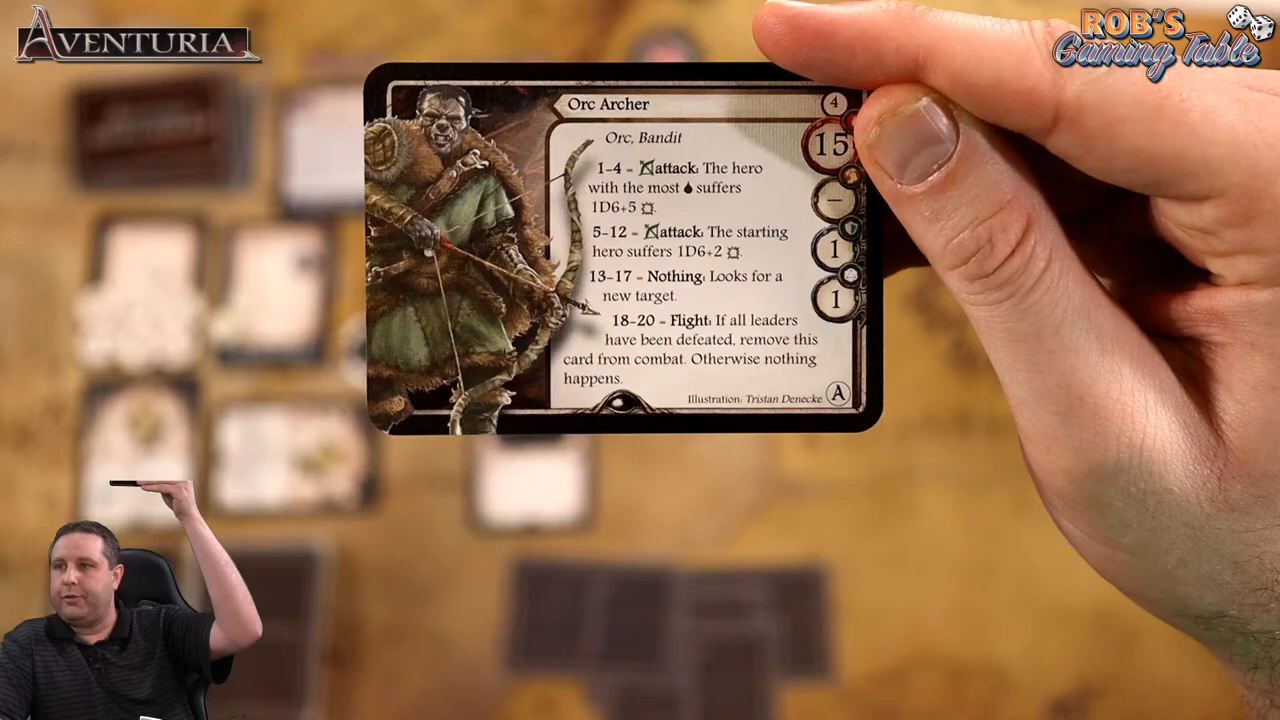 AVENTURIA
ROB'S
Gaming Table
Orc Archer
4
Orc, Bandit
15
1-4 = attack: The hero
with the most suffers
1D6+5 .
–
5-12 = attack: The starting
hero suffers 1D6+2 .
1
13-17 = Nothing: Looks for a
new target.
1
18-20 = Flight: If all leaders
have been defeated, remove this
card from combat. Otherwise nothing
happens.
Illustration: Tristan Denecke
A